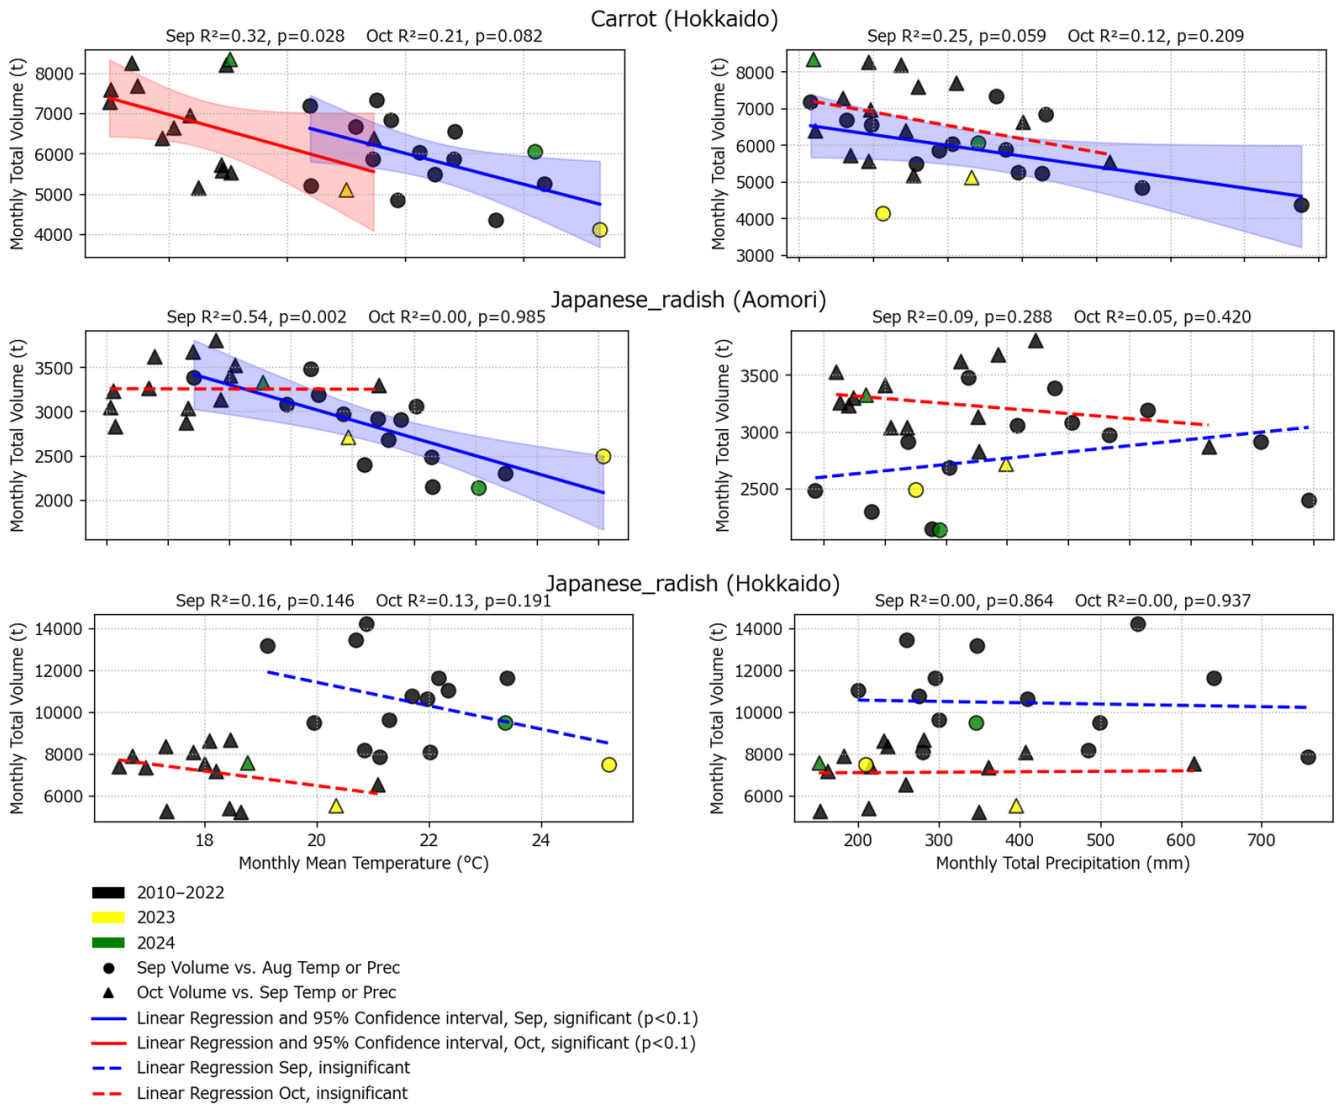 Carrot (Hokkaido)
Sep R²=0.32, p=0.028 Oct R²=0.21, p=0.082
Sep R²=0.25, p=0.059 Oct R²=0.12, p=0.209
Monthly Total Volume (t)
8000
7000
6000
5000
4000
Monthly Total Volume (t)
8000
7000
6000
5000
4000
3000
Japanese_radish (Aomori)
Sep R²=0.54, p=0.002 Oct R²=0.00, p=0.985
Sep R²=0.09, p=0.288 Oct R²=0.05, p=0.420
Monthly Total Volume (t)
3500
3000
2500
2000
Monthly Total Volume (t)
3500
3000
2500
Japanese_radish (Hokkaido)
Sep R²=0.16, p=0.146 Oct R²=0.13, p=0.191
Sep R²=0.00, p=0.864 Oct R²=0.00, p=0.937
Monthly Total Volume (t)
14000
12000
10000
8000
6000
18 20 22 24
Monthly Mean Temperature (°C)
Monthly Total Volume (t)
14000
12000
10000
8000
6000
200 300 400 500 600 700
Monthly Total Precipitation (mm)
2010–2022
2023
2024
Sep Volume vs. Aug Temp or Prec
Oct Volume vs. Sep Temp or Prec
Linear Regression and 95% Confidence interval, Sep, significant (p<0.1)
Linear Regression and 95% Confidence interval, Oct, significant (p<0.1)
Linear Regression Sep, insignificant
Linear Regression Oct, insignificant